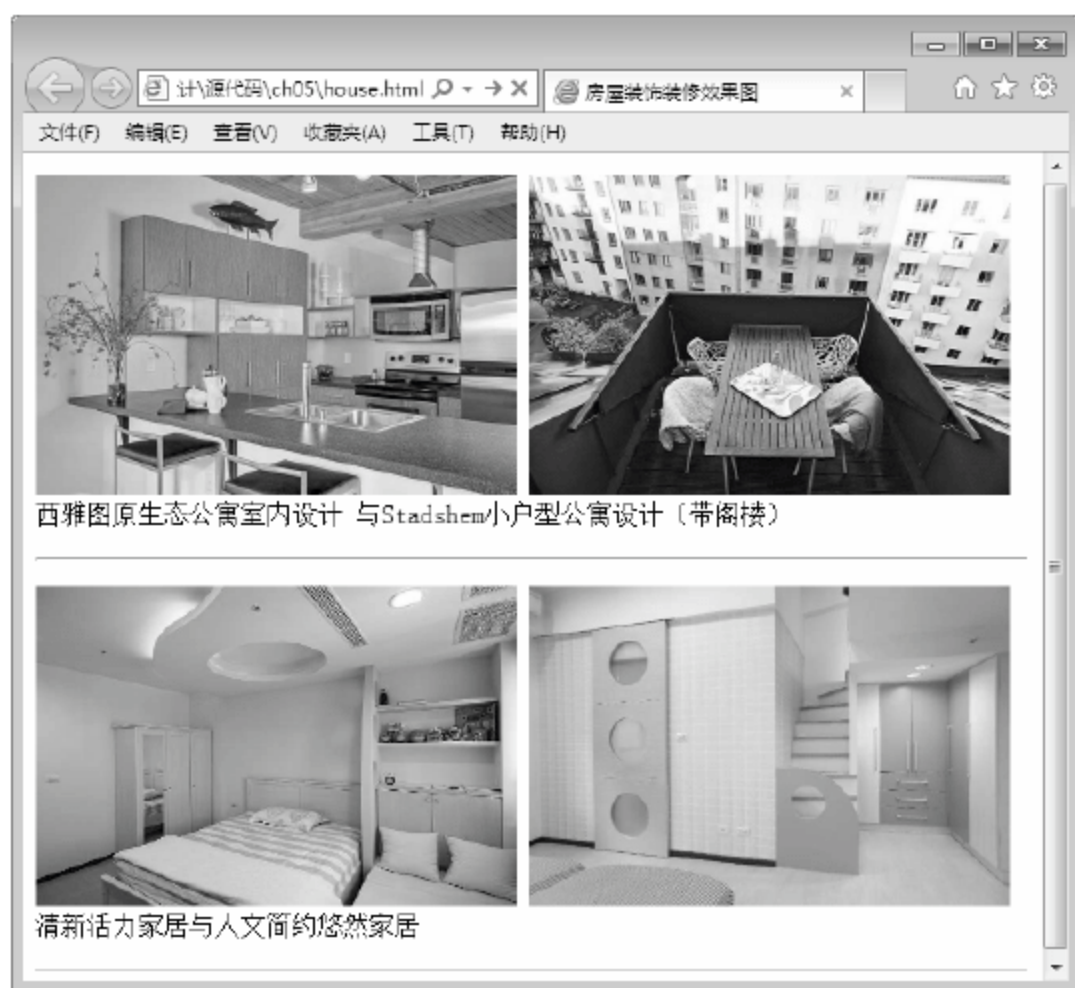 计\源代码\ch05\house.html
房屋装饰装修效果图
文件(F) 编辑(E) 查看(V) 收藏夹(A) 工具(T) 帮助(H)
西雅图原生态公寓室内设计 与Stadshem小户型公寓设计（带阁楼）
清新活力家居与人文简约悠然家居